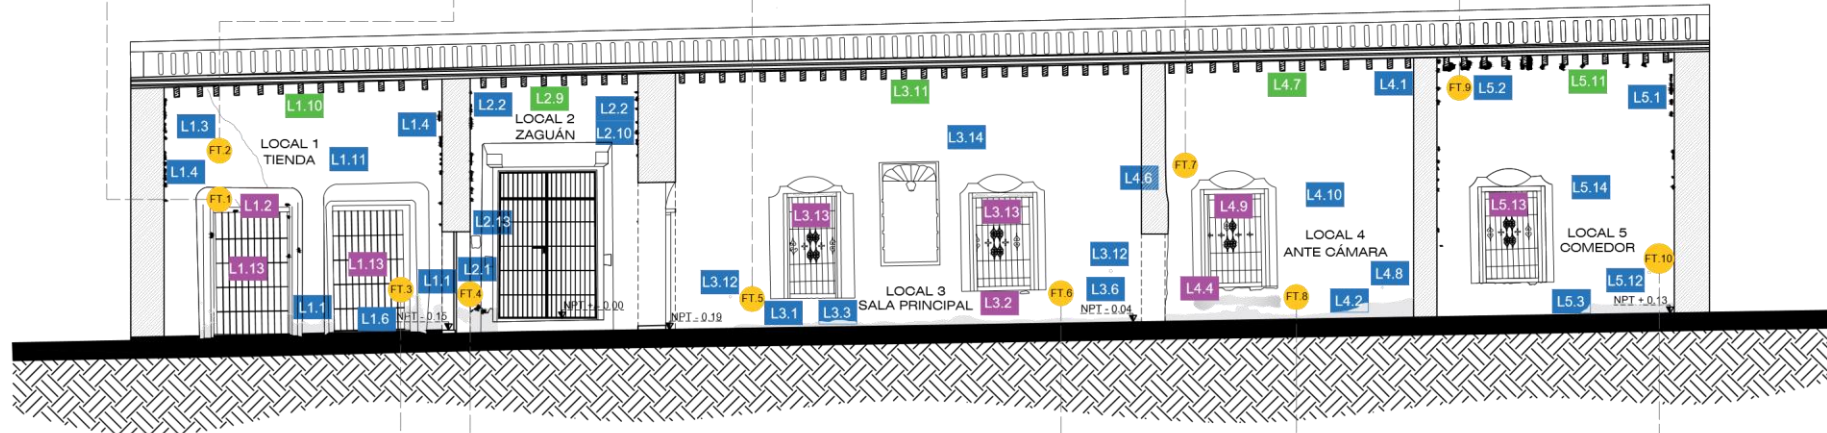 L1.10
L1.3
FT.2
L1.4
LOCAL 1
TIENDA
L1.11
L1.4
FT.1
L1.2
L1.13
L1.13
FT.3
L1.1
L1.1
L1.6
NPT - 0.15
L2.2
L2.9
L2.2
LOCAL 2
ZAGUÁN
L2.10
L2.13
L2.1
FT.4
NPT +- 0.00
L3.11
L3.14
L3.13
L3.13
L3.12
L3.12
FT.5
LOCAL 3
SALA PRINCIPAL
L3.1
L3.3
L3.2
FT.6
L3.6
NPT - 0.19
NPT - 0.04
L4.7
L4.1
FT.7
L4.6
L4.9
L4.10
LOCAL 4
ANTE CÁMARA
L4.4
FT.8
L4.8
L4.2
FT.9
L5.2
L5.11
L5.1
L5.13
L5.14
LOCAL 5
COMEDOR
FT.10
L5.12
L5.3
NPT + 0.13